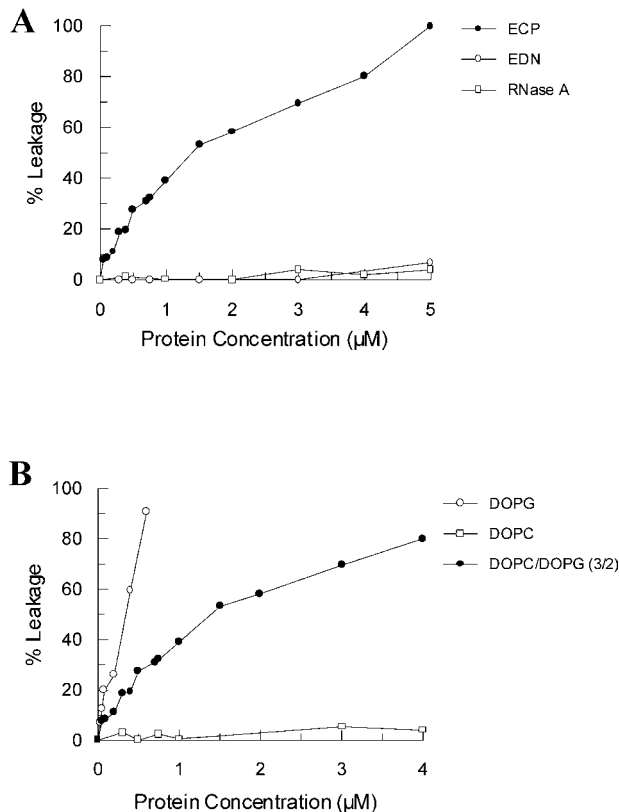 A
100
80
60
40
20
0
% Leakage
0 1 2 3 4 5
Protein Concentration (µM)
ECP
EDN
RNase A
B
100
80
60
40
20
0
% Leakage
0 1 2 3 4
Protein Concentration (µM)
DOPG
DOPC
DOPC/DOPG (3/2)